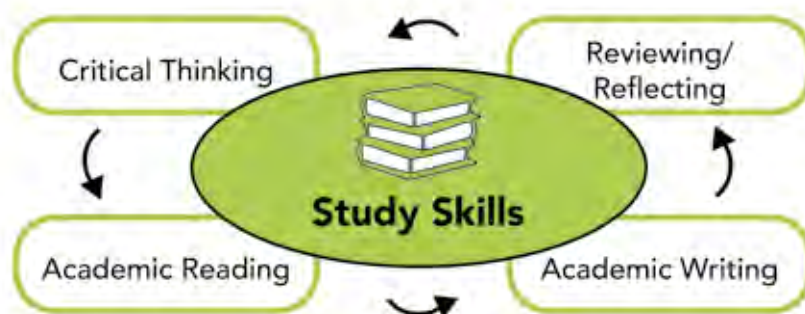 Critical Thinking
Reviewing/
Reflecting
Study Skills
Academic Reading
Academic Writing